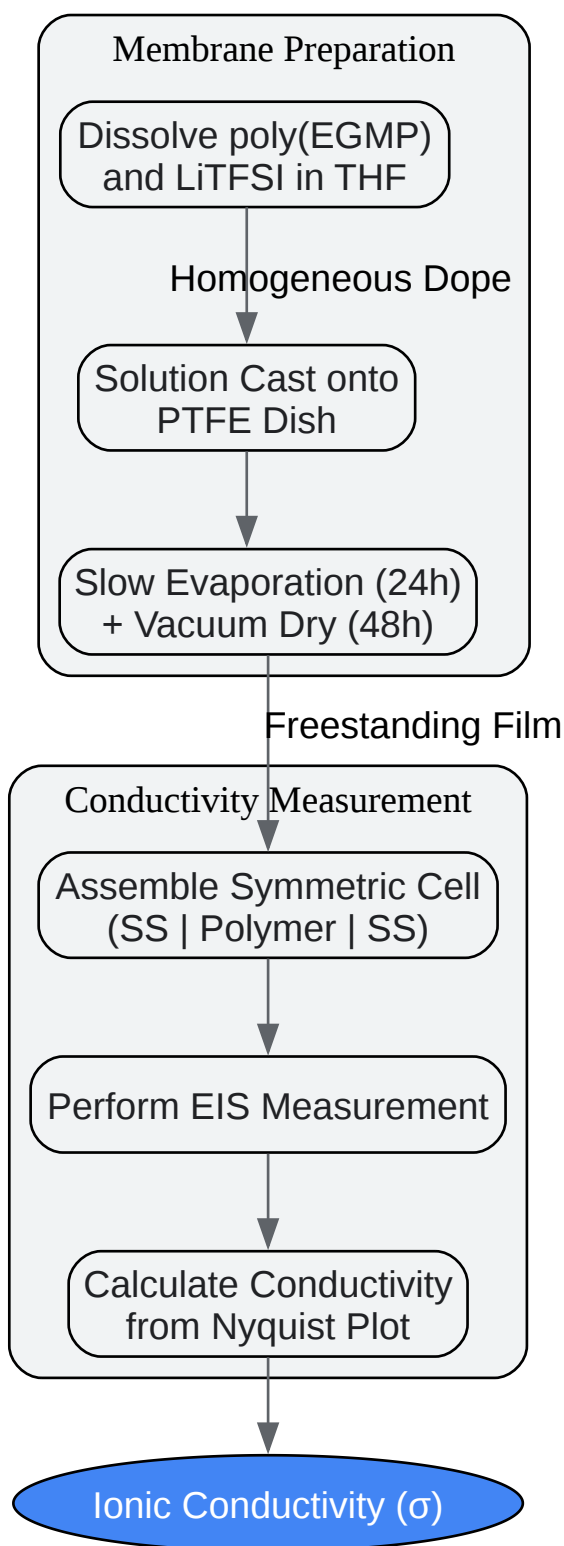 Membrane Preparation
Dissolve poly(EGMP)
and LiTFSI in THF
Homogeneous Dope
Solution Cast onto
PTFE Dish
Slow Evaporation (24h)
+ Vacuum Dry (48h)
Freestanding Film
Conductivity Measurement
Assemble Symmetric Cell
(SS | Polymer | SS)
Perform EIS Measurement
Calculate Conductivity
from Nyquist Plot
Ionic Conductivity (σ)